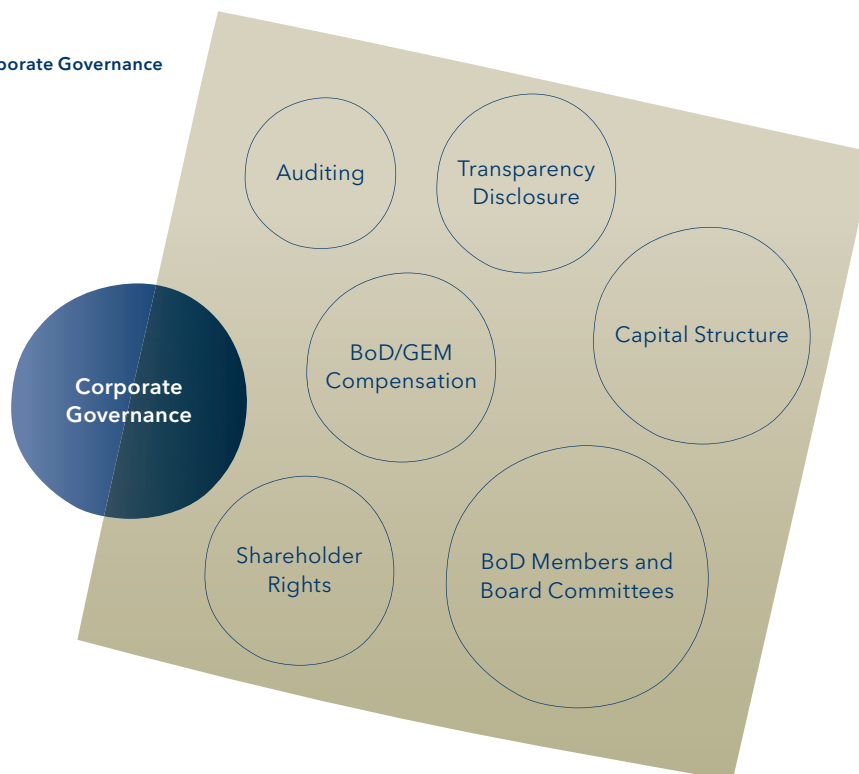 porate Governance
Auditing
Transparency
Disclosure
Capital Structure
BoD/GEM
Compensation
Corporate
Governance
Shareholder
Rights
BoD Members and
Board Committees